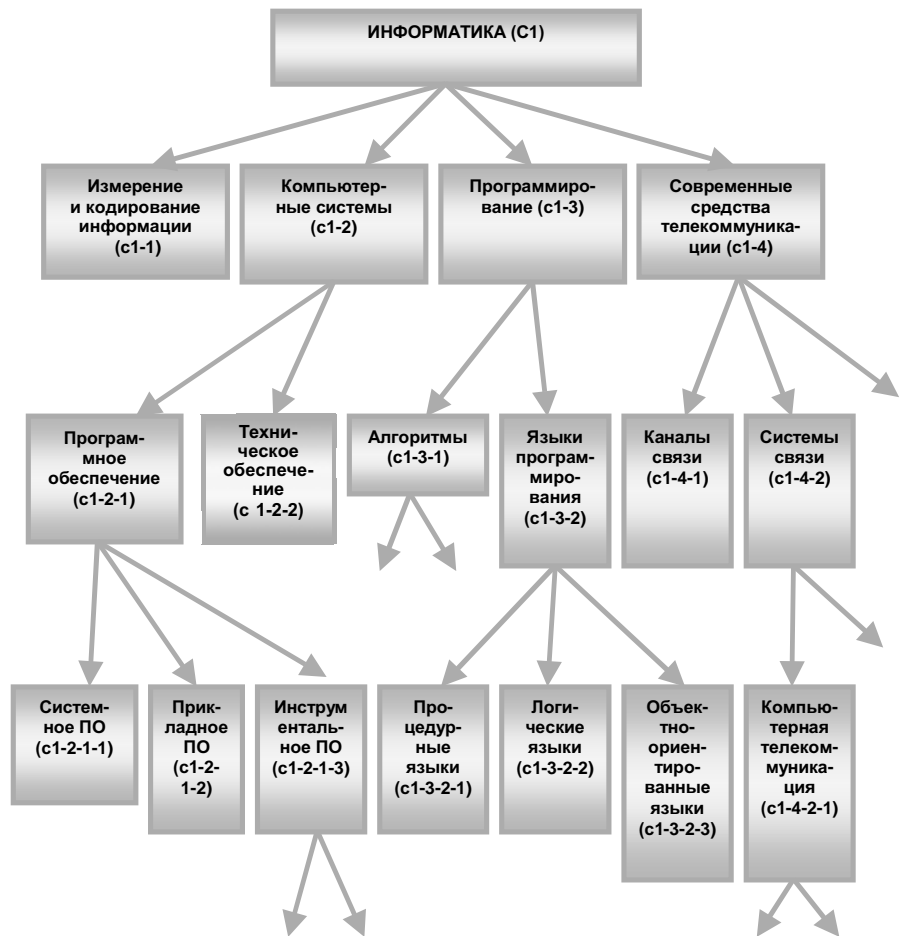 ИНФОРМАТИКА (С1)
Измерение
и кодирование
информации
(с1-1)
Компьютер-
ные системы
(с1-2)
Программиро-
вание (с1-3)
Современные
средства
телекоммуника-
ции (с1-4)
Програм-
мное
обеспечение
(с1-2-1)
Техни-
ческое
обеспече-
ние
(с 1-2-2)
Алгоритмы
(с1-3-1)
Языки
програм-
миро-
вания
(с1-3-2)
Каналы
связи
(с1-4-1)
Системы
связи
(с1-4-2)
Систем-
ное ПО
(с1-2-1-1)
Прик-
ладное
ПО
(с1-2-
1-2)
Инструм
енталь-
ное ПО
(с1-2-1-3)
Про-
цедурные
языки
(с1-3-2-1)
Логи-
ческие
языки
(с1-3-2-2)
Объек-
тно-
ориен-
тиро-
ванные
языки
(с1-3-2-3)
Компью-
терная
телеком-
муника-
ция
(с1-4-2-1)